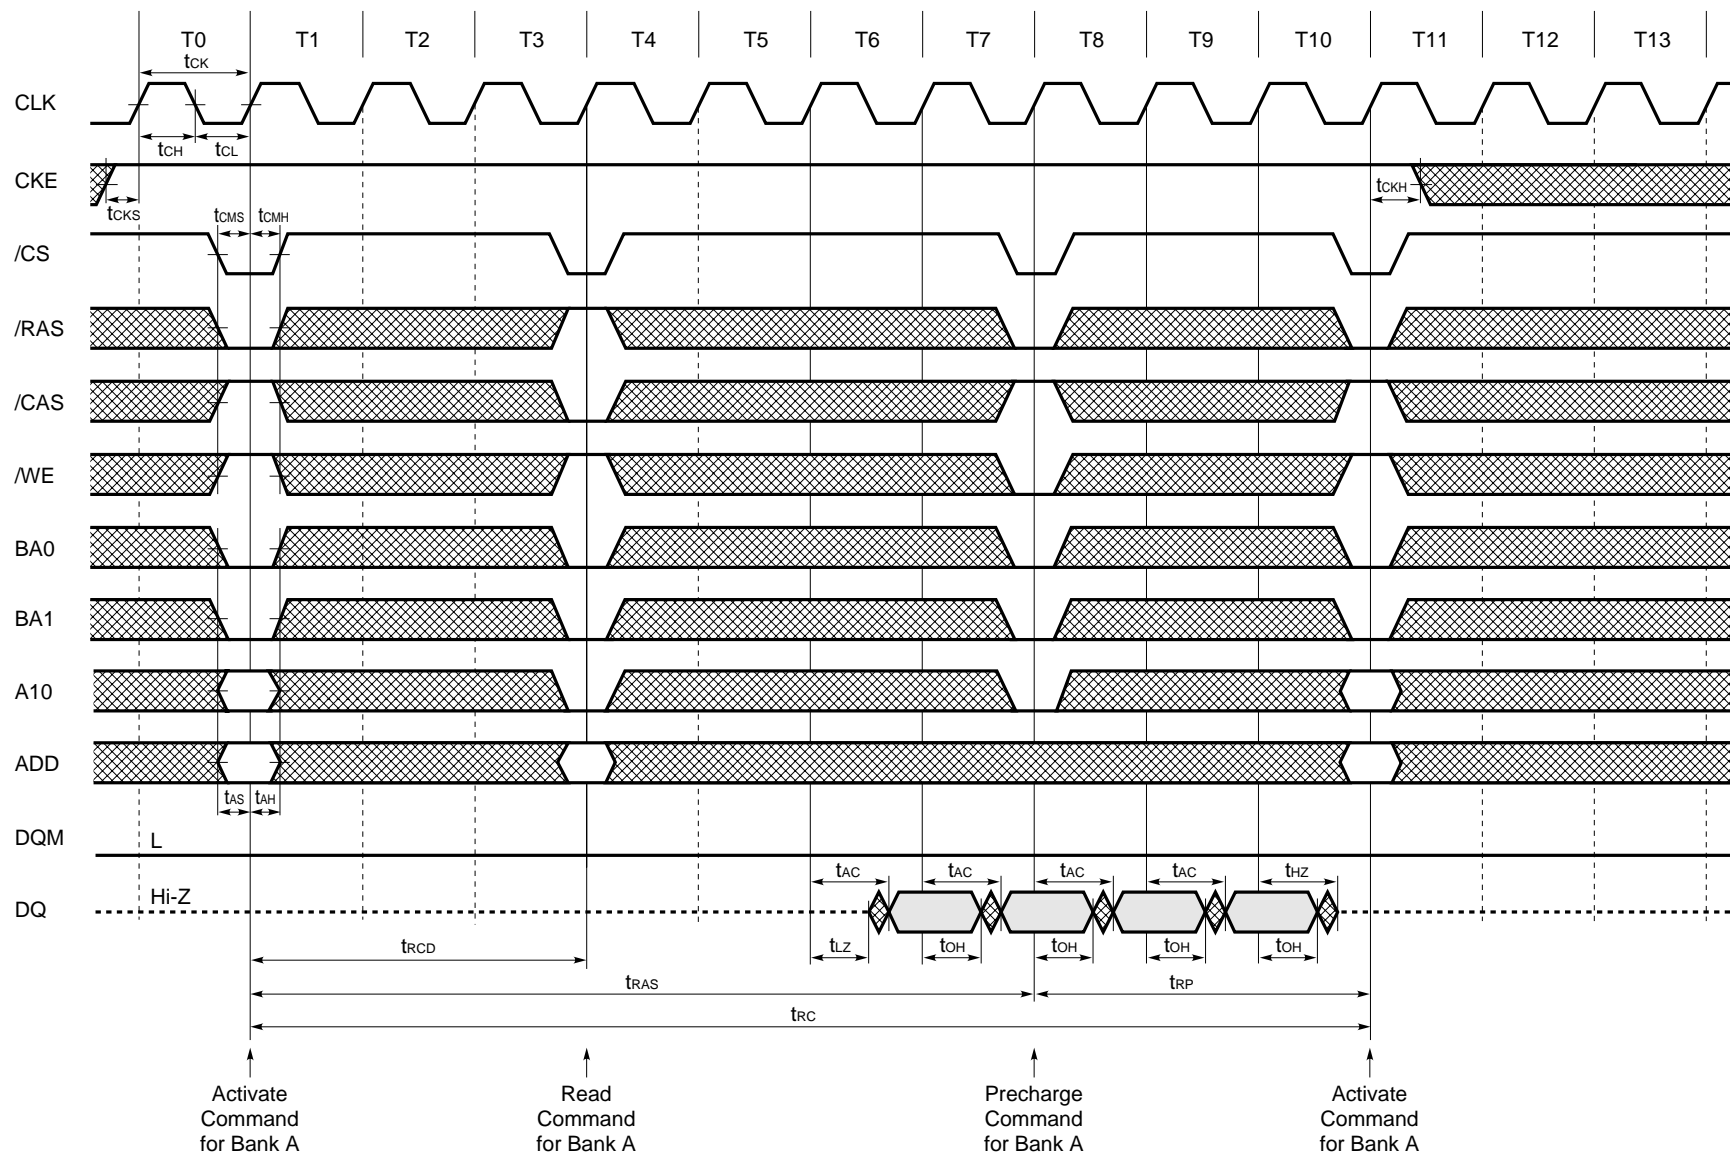 T0 T1 T2 T3 T4 T5 T6 T7 T8 T9 T10 T11 T12 T13
tCK
CLK
tCH tCL
CKE
tCKH
tCKS tCMS tCMH
/CS
/RAS
/CAS
/WE
BA0
BA1
A10
ADD
tAS tAH
DQM L
tAC tAC tAC tAC tHZ
DQ Hi-Z
tLZ tOH tOH tOH tOH
tRCD
tRAS tRP
tRC
Activate
Command
for Bank A
Read
Command
for Bank A
Precharge
Command
for Bank A
Activate
Command
for Bank A